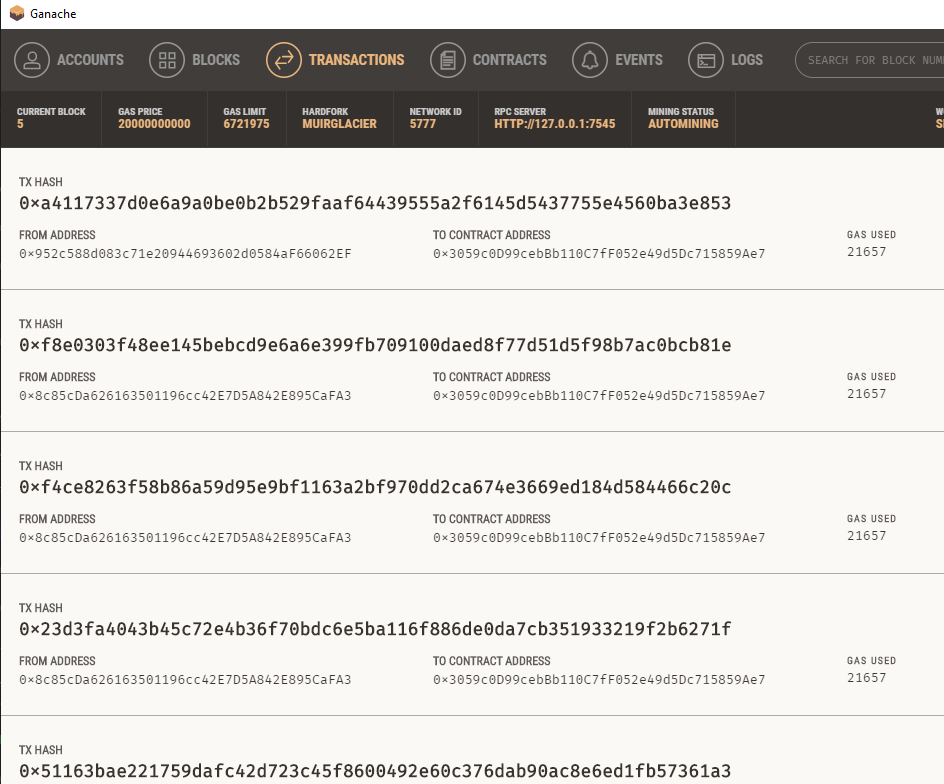 Ganache
ACCOUNTS BLOCKS TRANSACTIONS CONTRACTS EVENTS LOGS SEARCH FOR BLOCK NUM
CURRENT BLOCK GAS PRICE GAS LIMIT HARDFORK NETWORK ID RPC SERVER MINING STATUS
5 20000000000 6721975 MUIRGLACIER 5777 HTTP://127.0.0.1:7545 AUTOMINING
TX HASH
0×a4117337d0e6a9a0be0b2b529faaf64439555a2f6145d5437755e4560ba3e853
FROM ADDRESS TO CONTRACT ADDRESS GAS USED
0×952c588d083c71e20944693602d0584aF66062EF 0×3059c0D99cebBb110C7fF052e49d5Dc715859Ae7 21657
TX HASH
0×f8e0303f48ee145bebcd9e6a6e399fb709100daed8f77d51d5f98b7ac0bcb81e
FROM ADDRESS TO CONTRACT ADDRESS GAS USED
0×8c85cDa626163501196cc42E7D5A842E895CaFA3 0×3059c0D99cebBb110C7fF052e49d5Dc715859Ae7 21657
TX HASH
0×f4ce8263f58b86a59d95e9bf1163a2bf970dd2ca674e3669ed184d584466c20c
FROM ADDRESS TO CONTRACT ADDRESS GAS USED
0×8c85cDa626163501196cc42E7D5A842E895CaFA3 0×3059c0D99cebBb110C7fF052e49d5Dc715859Ae7 21657
TX HASH
0×23d3fa4043b45c72e4b36f70bdc6e5ba116f886de0da7cb351933219f2b6271f
FROM ADDRESS TO CONTRACT ADDRESS GAS USED
0×8c85cDa626163501196cc42E7D5A842E895CaFA3 0×3059c0D99cebBb110C7fF052e49d5Dc715859Ae7 21657
TX HASH
0×51163bae221759dafc42d723c45f8600492e60c376dab90ac8e6ed1fb57361a3